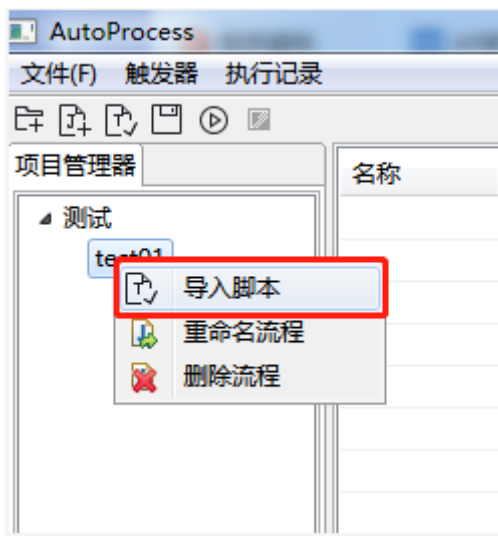 AutoProcess
文件(F) 触发器 执行记录
项目管理器
名称
测试
test01
导入脚本
重命名流程
删除流程